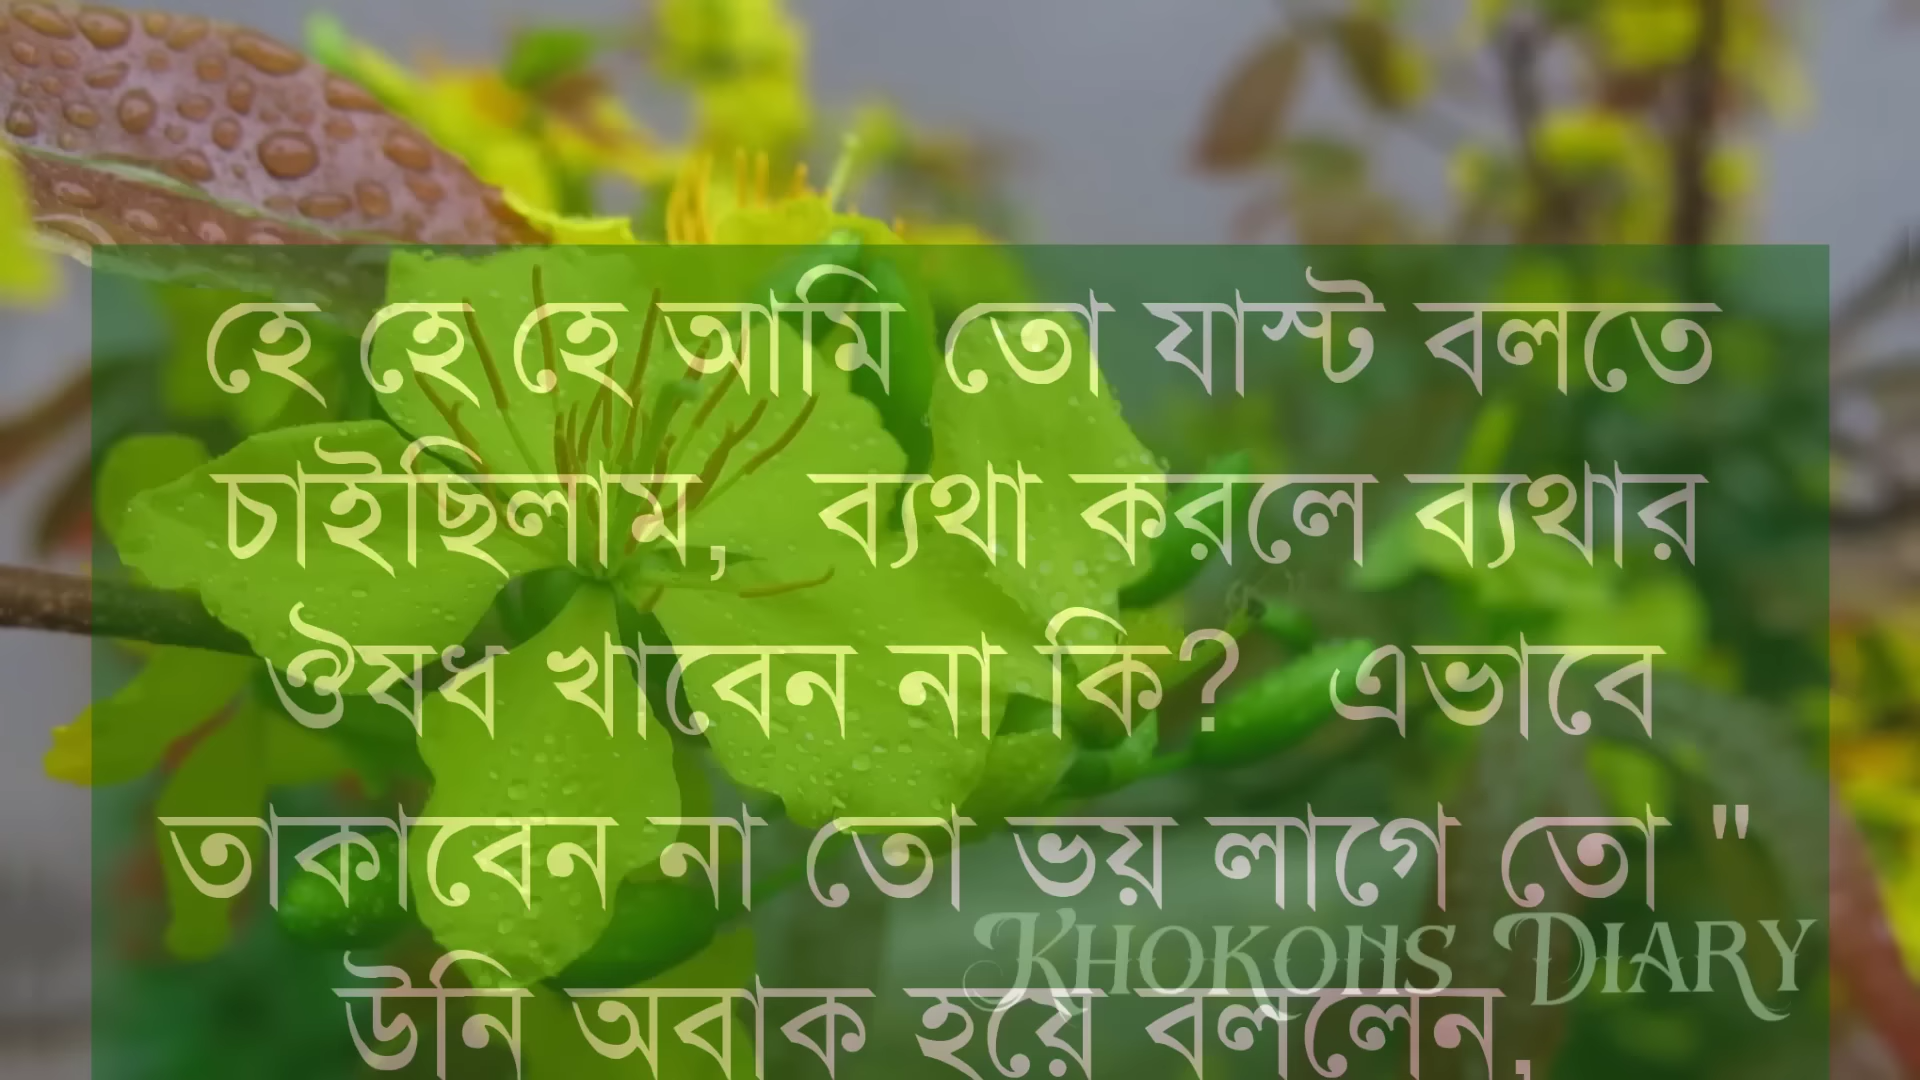 হে হে হে আমি তো যাস্ট বলতে
চাইছিলাম, ব্যথা করলে ব্যথার
ঔষধ খাবেন না কি? এভাবে
তাকাবেন না তো ভয় লাগে তো "
KHOKONS DIARY
উনি অবাক হয়ে বললেন,